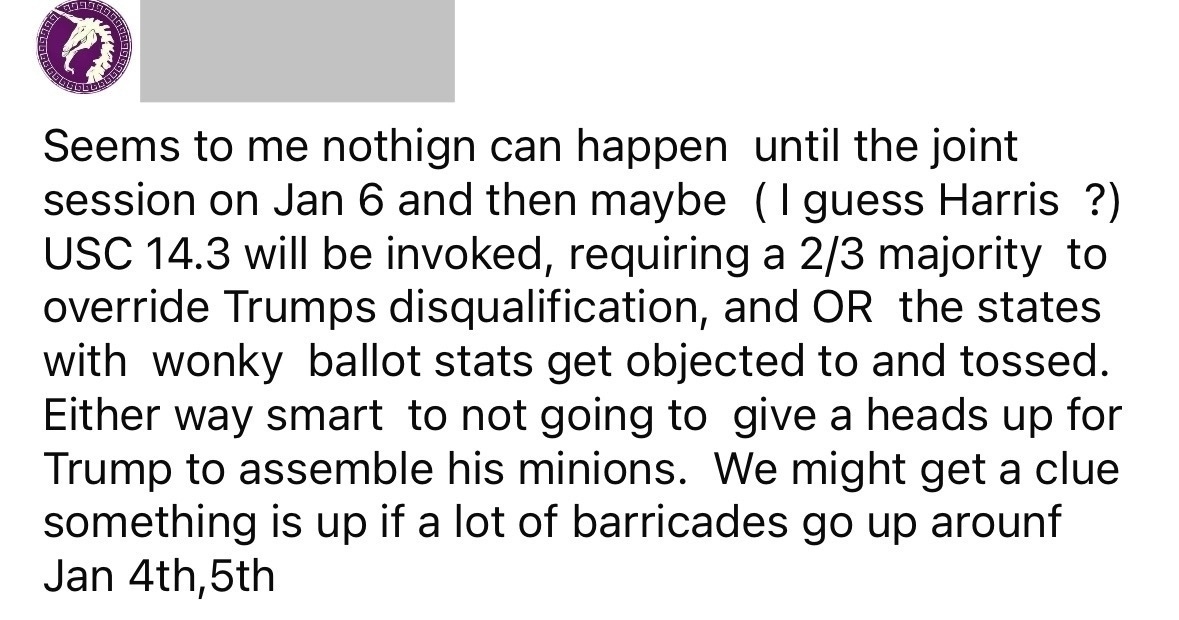 Seems to me nothign can happen  until the joint
session on Jan 6 and then maybe  ( I guess Harris  ?)
USC 14.3 will be invoked, requiring a 2/3 majority  to
override Trumps disqualification, and OR  the states
with  wonky  ballot stats get objected to and tossed.
Either way smart  to not going to  give a heads up for
Trump to assemble his minions.  We might get a clue
something is up if a lot of barricades go up arounf
Jan 4th,5th